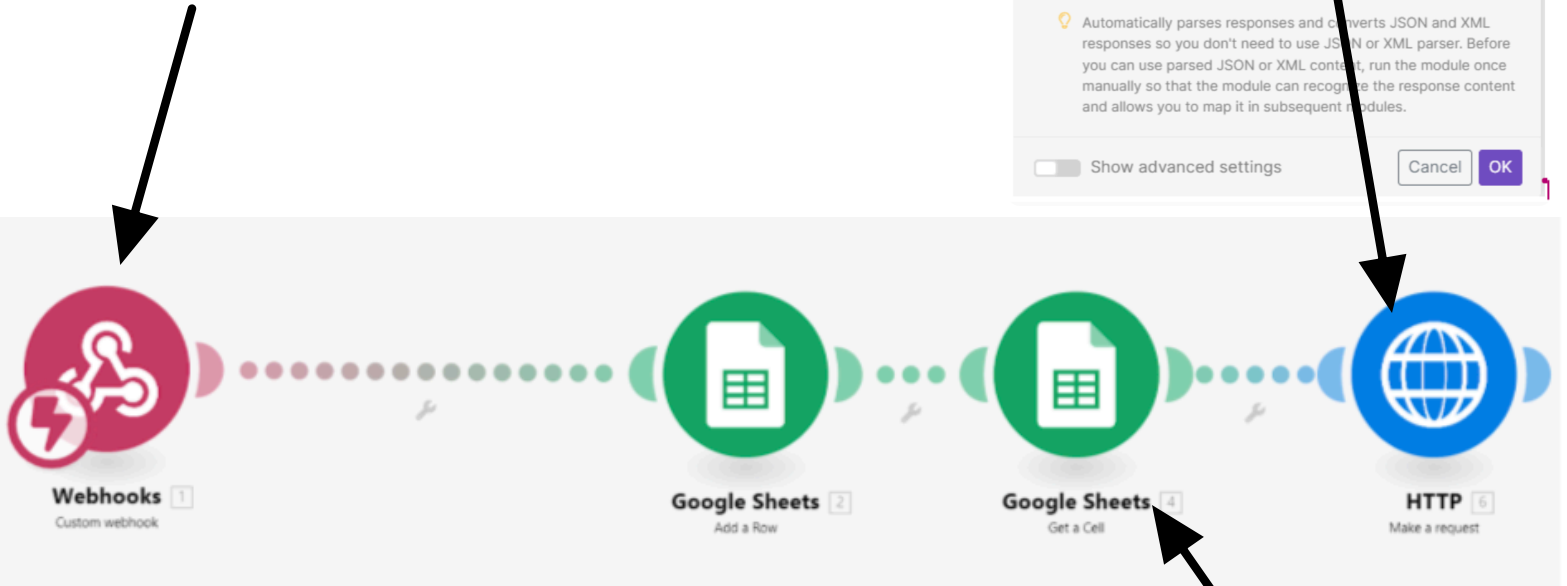 Automatically parses responses and converts JSON and XML
responses so you don't need to use JSON or XML parser. Before
you can use parsed JSON or XML content, run the module once
manually so that the module can recognize the response content
and allows you to map it in subsequent modules.
Show advanced settings Cancel OK
Webhooks 1
Custom webhook
Google Sheets 2
Add a Row
Google Sheets 4
Get a Cell
HTTP 6
Make a request